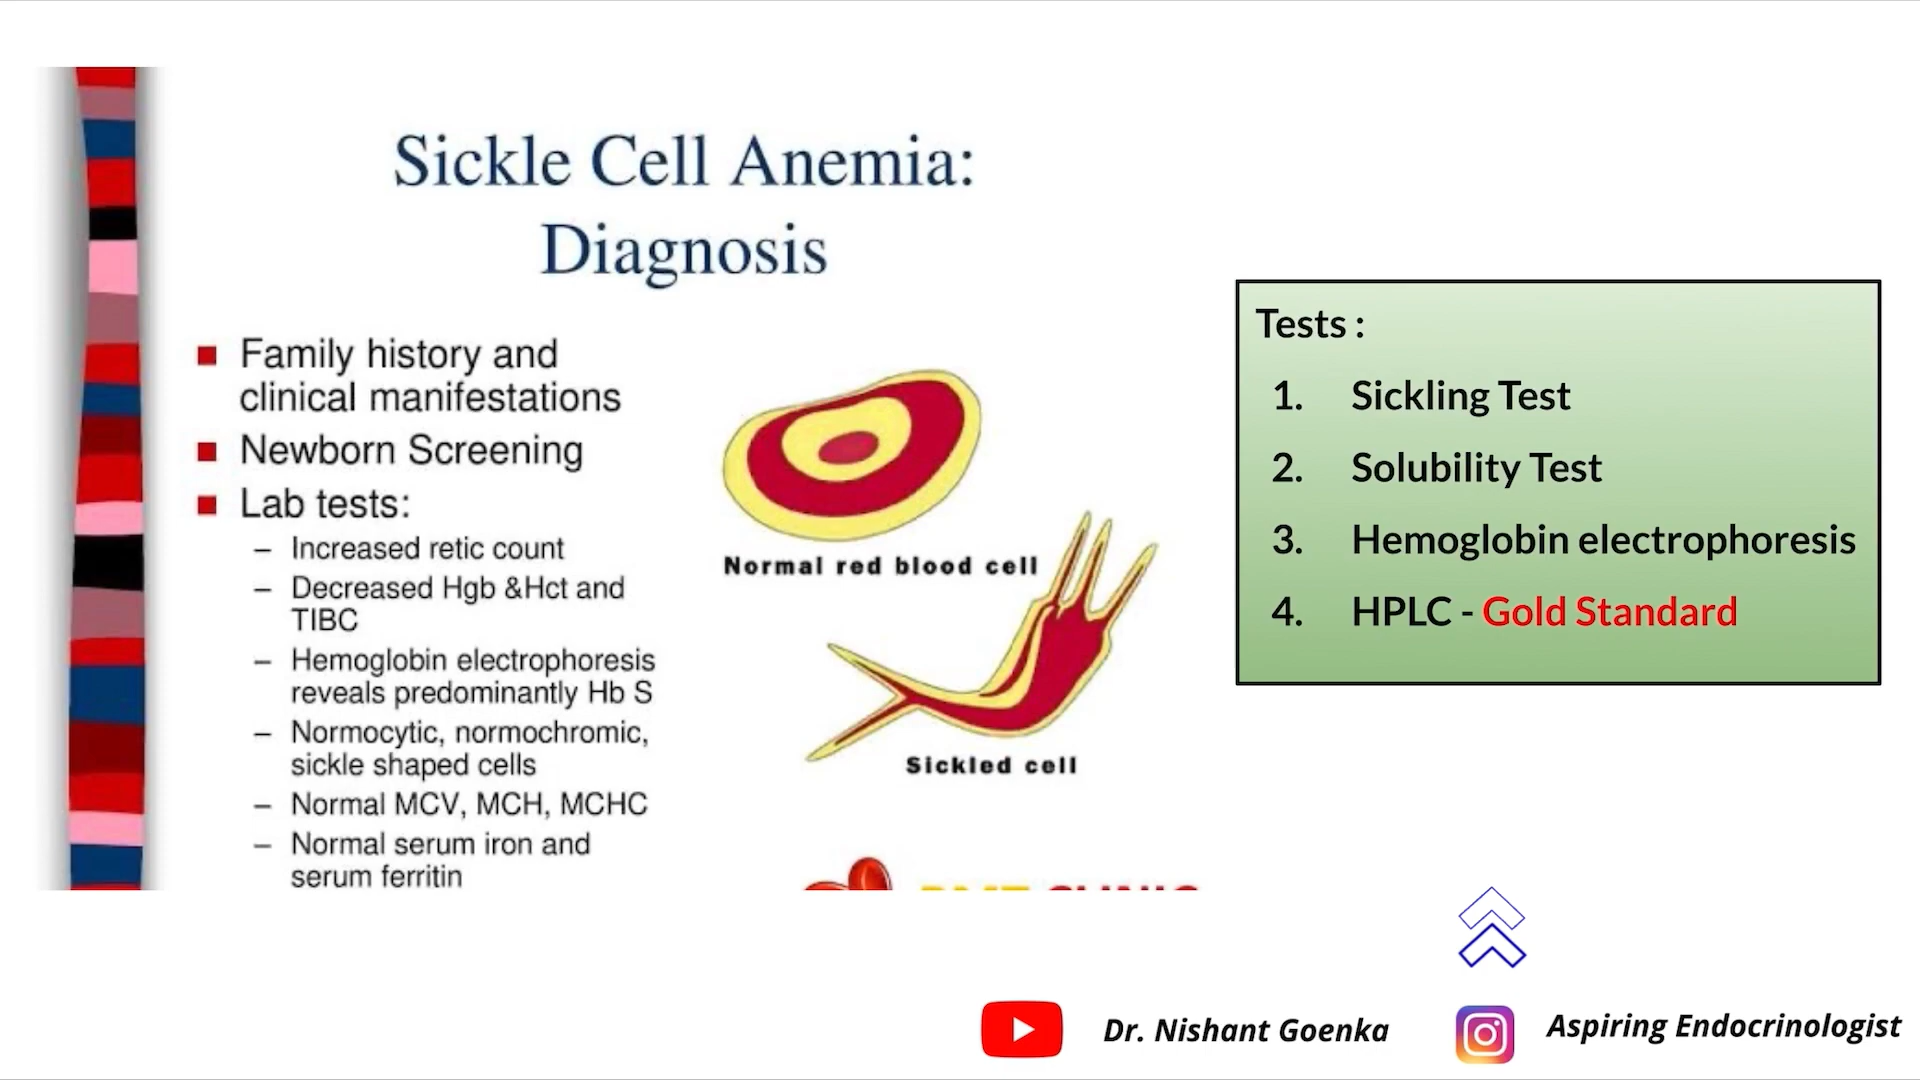 Sickle Cell Anemia:
Diagnosis
Family history and
clinical manifestations
Newborn Screening
Lab tests:
– Increased retic count
– Decreased Hgb &Hct and
TIBC
– Hemoglobin electrophoresis
reveals predominantly Hb S
– Normocytic, normochromic,
sickle shaped cells
– Normal MCV, MCH, MCHC
– Normal serum iron and
serum ferritin
Normal red blood cell
Sickled cell
Tests :
1. Sickling Test
2. Solubility Test
3. Hemoglobin electrophoresis
4. HPLC - Gold Standard
Dr. Nishant Goenka
Aspiring Endocrinologist